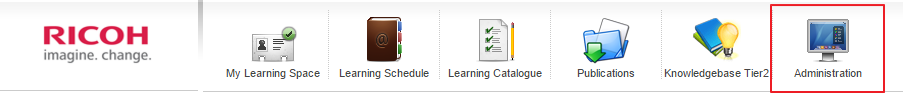 RICOH
imagine. change.
My Learning Space
Learning Schedule
Learning Catalogue
Publications
Knowledgebase Tier2
Administration